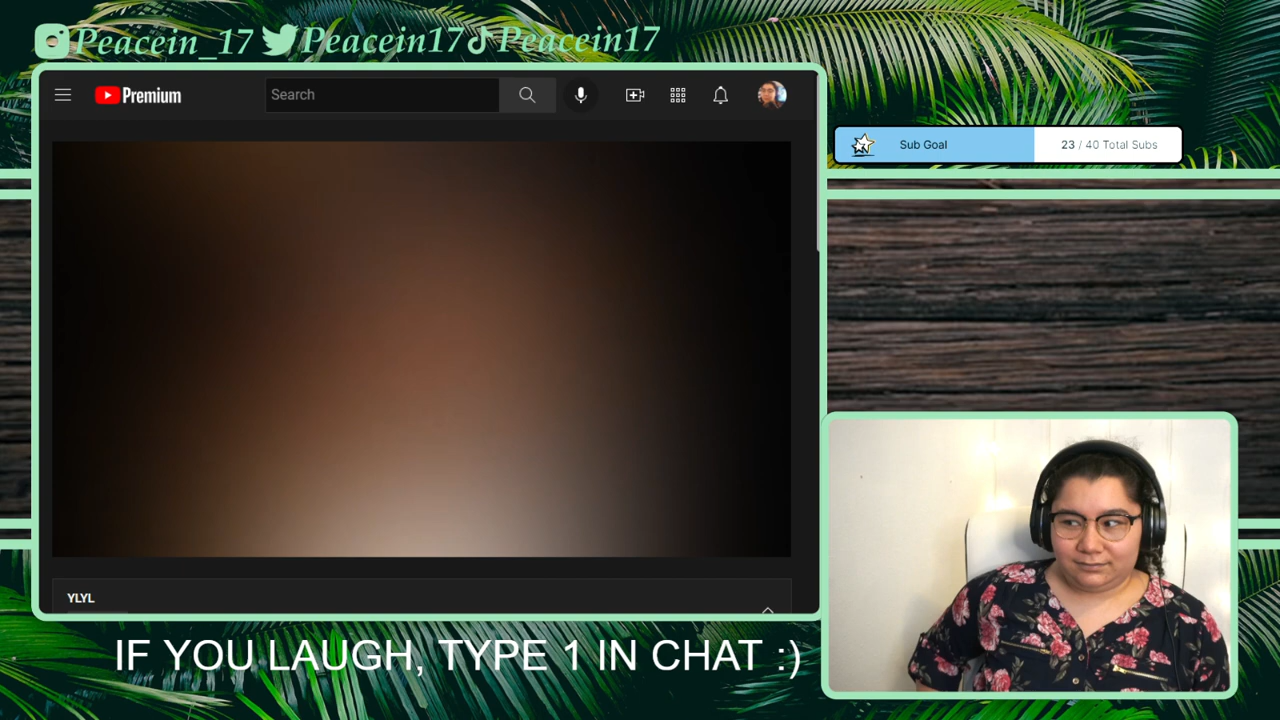 Peacein_17 Peacein17 Peacein17
Premium
Search
Sub Goal
23 / 40 Total Subs
YLYL
IF YOU LAUGH, TYPE 1 IN CHAT :)